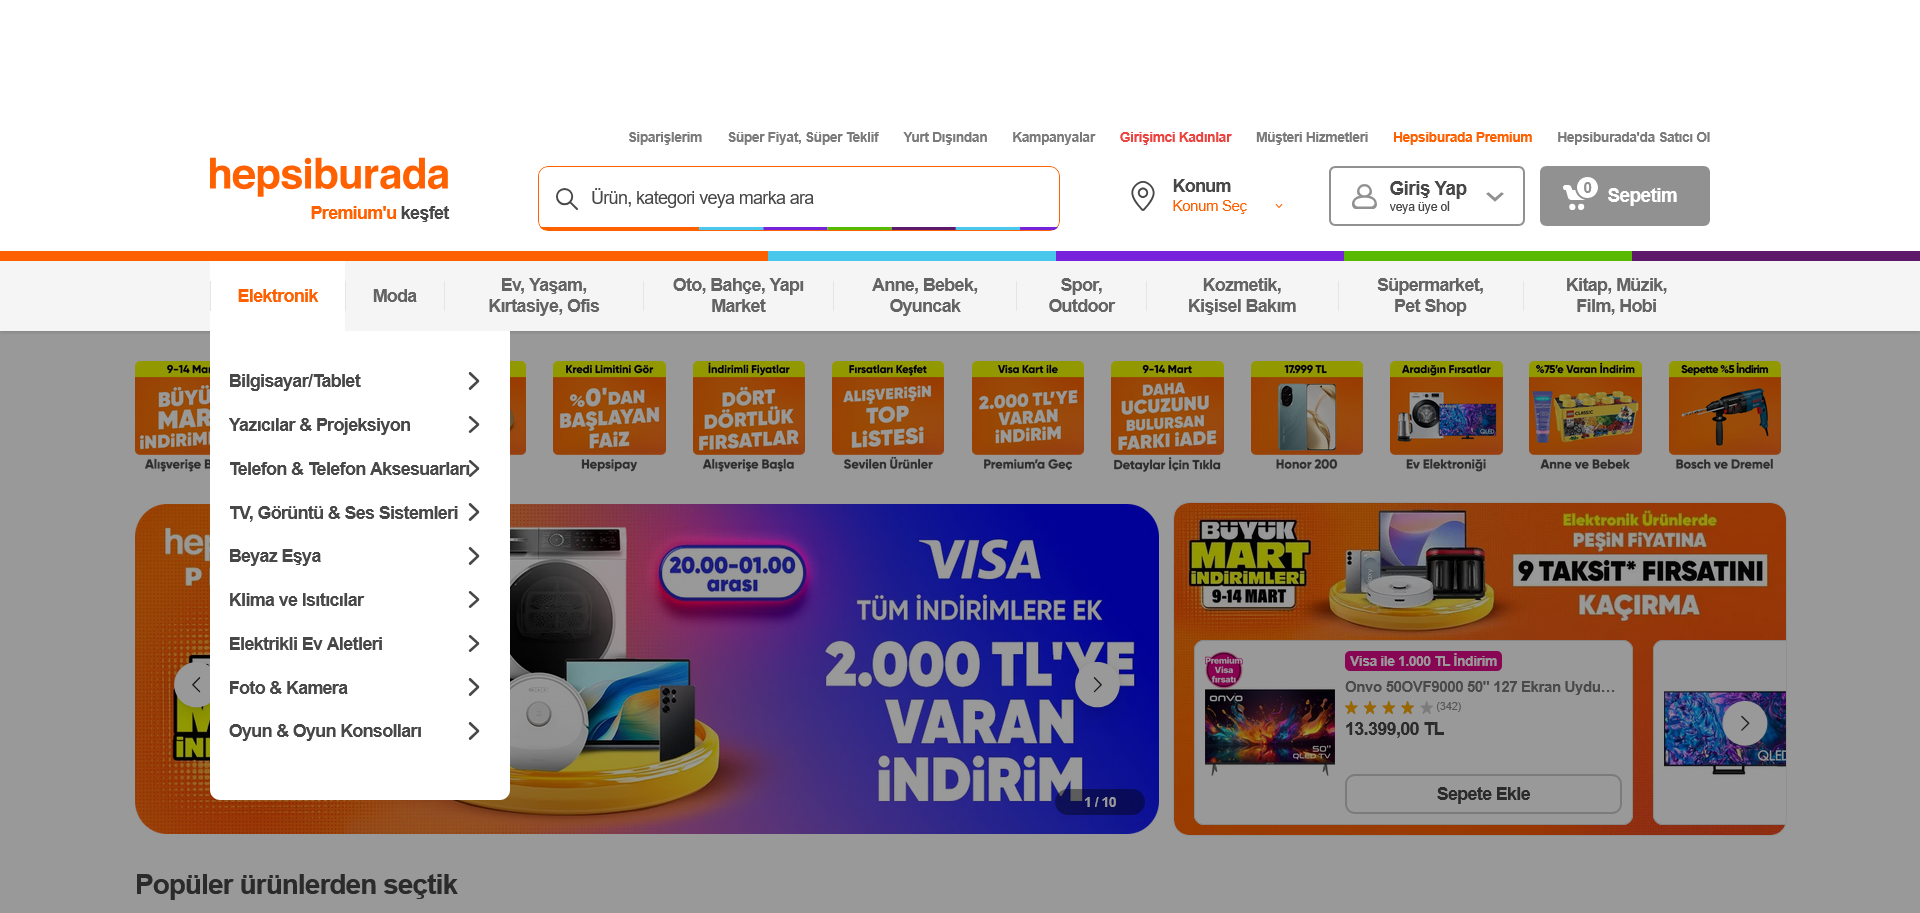 Siparişlerim
Süper Fiyat, Süper Teklif
Yurt Dışından
Kampanyalar
Girişimci Kadınlar
Müşteri Hizmetleri
Hepsiburada Premium
Hepsiburada'da Satıcı Ol
hepsiburada
Premium'u keşfet
Ürün, kategori veya marka ara
Konum
Konum Seç
Giriş Yap
veya üye ol
0
Sepetim
Elektronik
Moda
Ev, Yaşam,
Kırtasiye, Ofis
Oto, Bahçe, Yapı
Market
Anne, Bebek,
Oyuncak
Spor,
Outdoor
Kozmetik,
Kişisel Bakım
Süpermarket,
Pet Shop
Kitap, Müzik,
Film, Hobi
Bilgisayar/Tablet
Yazıcılar & Projeksiyon
Telefon & Telefon Aksesuarları
TV, Görüntü & Ses Sistemleri
Beyaz Eşya
Klima ve Isıtıcılar
Elektrikli Ev Aletleri
Foto & Kamera
Oyun & Oyun Konsolları
9-14 Mar
BÜYÜ
MAR
İNDİRİMI
Alışverişe B
Kredi Limitini Gör
%0'DAN
BAŞLAYAN
FAİZ
Hepsipay
İndirimli Fiyatlar
DÖRT
DÖRTLÜK
FIRSATLAR
Alışverişe Başla
Fırsatları Keşfet
ALIŞVERİŞİN
TOP
LİSTESİ
Sevilen Ürünler
Visa Kart ile
2.000 TL'YE
VARAN
İNDİRİM
Premium'a Geç
9-14 Mart
DAHA
UCUZUNU
BULURSAN
FARKI İADE
Detaylar İçin Tıkla
17.999 TL
Honor 200
Aradığın Fırsatlar
QLED
Ev Elektroniği
%75'e Varan İndirim
LEGO
CLASSIC
Anne ve Bebek
Sepette %5 İndirim
Bosch ve Dremel
he
P
İN
20.00-01.00
arası
VISA
TÜM İNDİRİMLERE EK
2.000 TL'YE
VARAN
İNDİRİM
1 / 10
BÜYÜK
MART
İNDİRİMLERİ
9-14 MART
Elektronik Ürünlerde
PEŞİN FİYATINA
9 TAKSİT* FIRSATINI
KAÇIRMA
Premium
Visa
fırsatı
ONVO
50"
QLED TV
Visa ile 1.000 TL İndirim
Onvo 50OVF9000 50" 127 Ekran Uydu...
(342)
13.399,00 TL
Sepete Ekle
QLED
Popüler ürünlerden seçtik